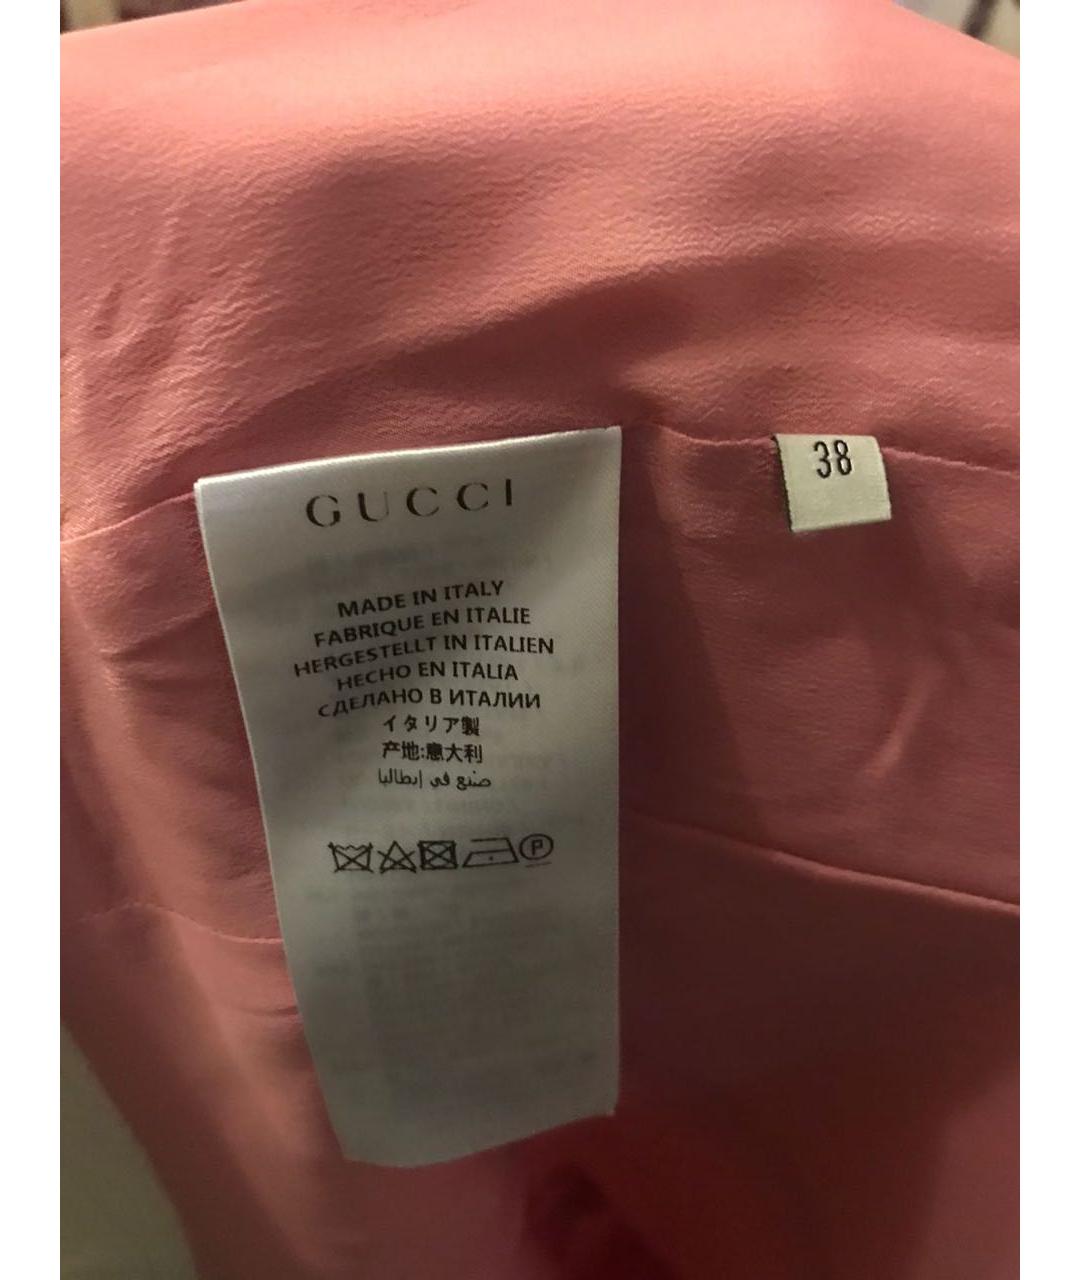 GUCCI
38
MADE IN ITALY
FABRIQUE EN ITALIE
HERGESTELLT IN ITALIEN
HECHO EN ITALIA
СДЕЛАНО В ИТАЛИИ
イタリア製
产地:意大利
صنع في إيطاليا
P